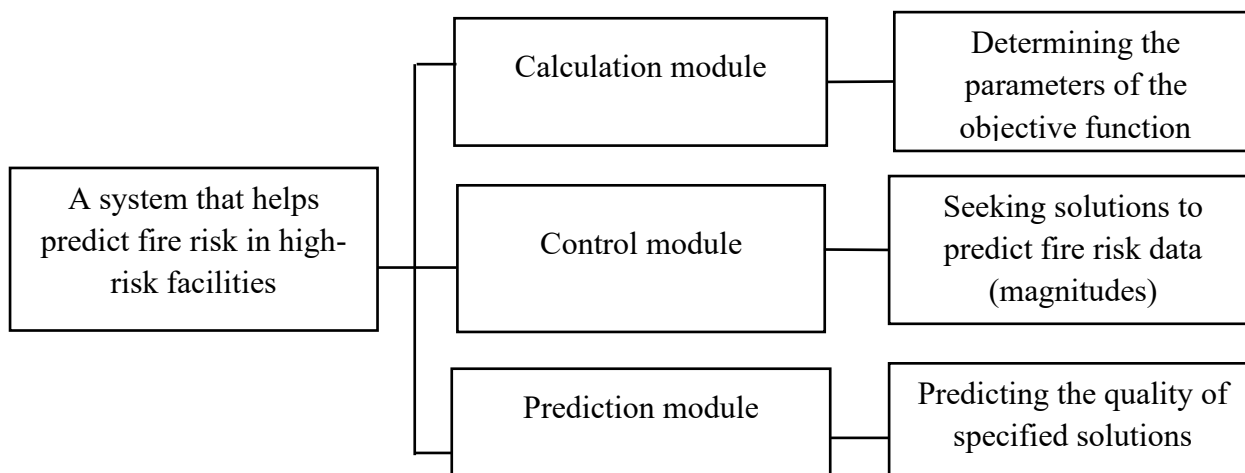 A system that helps
predict fire risk in high-
risk facilities
Calculation module
Determining the
parameters of the
objective function
Control module
Seeking solutions to
predict fire risk data
(magnitudes)
Prediction module
Predicting the quality of
specified solutions